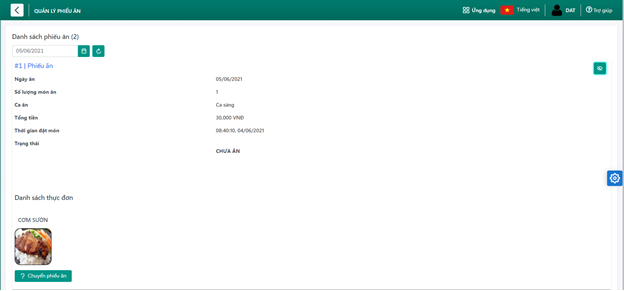 QUẢN LÝ PHIẾU ĂN
Ứng dụng
Tiếng việt
DAT
Trợ giúp
Danh sách phiếu ăn (2)
05/06/2021
#1 | Phiếu ăn
Ngày ăn 05/06/2021
Số lượng món ăn 1
Ca ăn Ca sáng
Tổng tiền 30,000 VNĐ
Thời gian đặt món 08:40:10, 04/06/2021
Trạng thái
CHƯA ĂN
Danh sách thực đơn
CƠM SƯỜN
Chuyển phiếu ăn